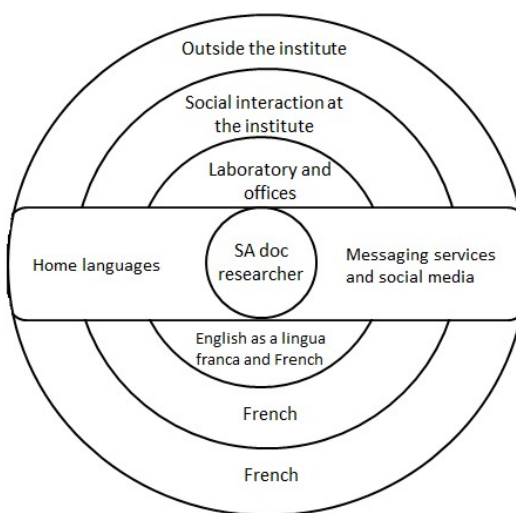 Outside the institute
Social interaction at
the institute
Laboratory and
offices
Home languages
SA doc
researcher
Messaging services
and social media
English as a lingua
franca and French
French
French